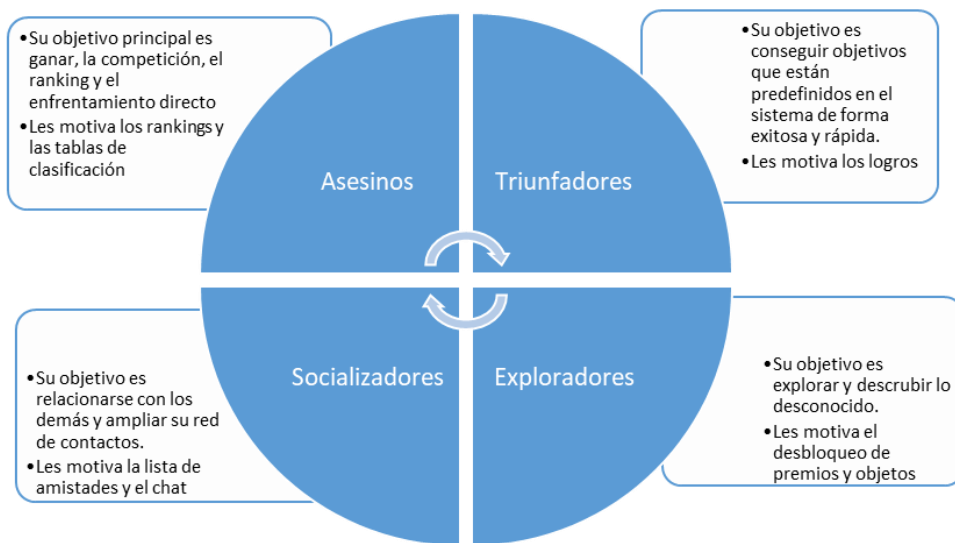 •Su objetivo principal es
ganar, la competición, el
ranking y el
enfrentamiento directo
•Les motiva los rankings y
las tablas de
clasificación
•Su objetivo es
conseguir objetivos
que están
predefinidos en el
sistema de forma
exitosa y rápida.
•Les motiva los logros
Asesinos
Triunfadores
Socializadores
Exploradores
•Su objetivo es
relacionarse con los
demás y ampliar su red
de contactos.
•Les motiva la lista de
amistades y el chat
•Su objetivo es
explorar y descrubir lo
desconocido.
•Les motiva el
desbloqueo de
premios y objetos